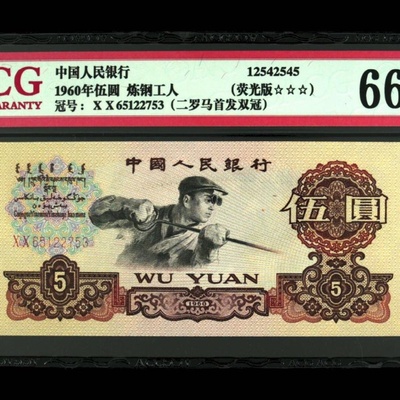 CG
ARANTY
中国人民银行
12542545
1960年伍圆 炼钢工人
(荧光版☆☆☆)
冠号: X X 65122753 (二罗马首发双冠)
66
中國人民银行
XX65122753
伍圓
5
WU YUAN
5
1960